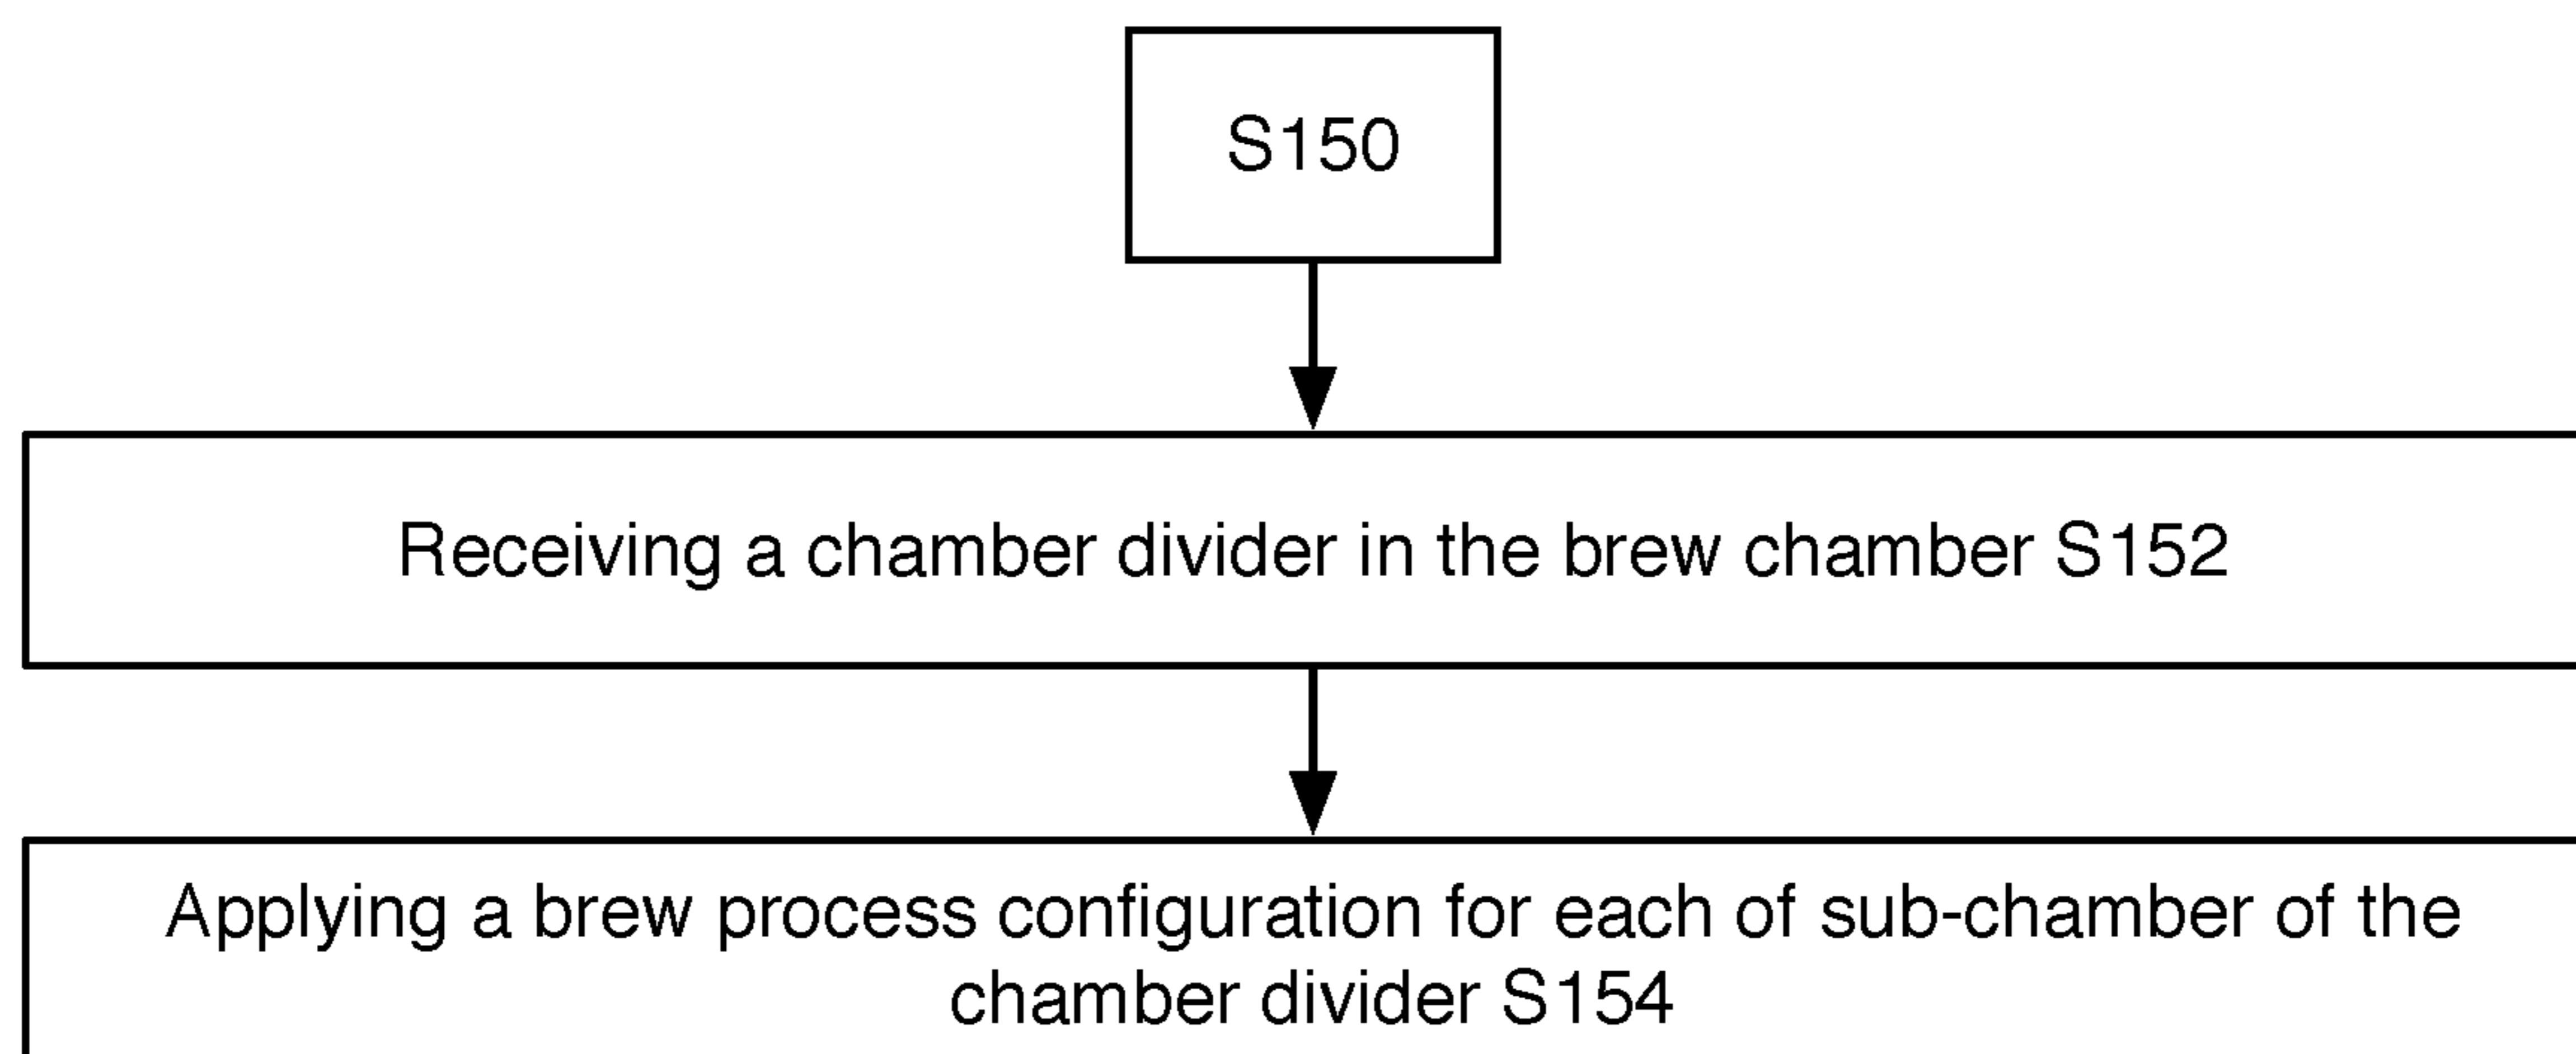 S150
Receiving a chamber divider in the brew chamber S152
Applying a brew process configuration for each of sub-chamber of the
chamber divider S154